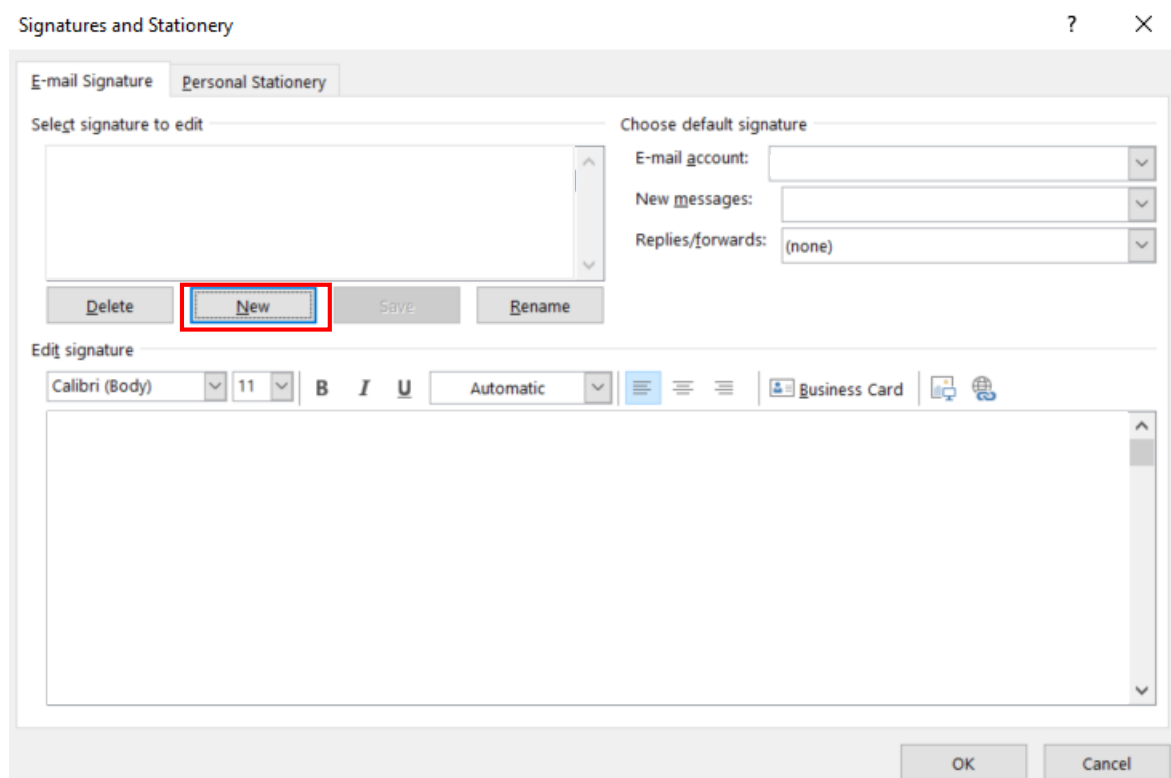 Signatures and Stationery ?
E-mail Signature Personal Stationery
Select signature to edit
Choose default signature
E-mail account:
New messages:
Replies/forwards: (none)
Delete New Save Rename
Edit signature
Calibri (Body) 11 B I U Automatic Business Card
OK Cancel